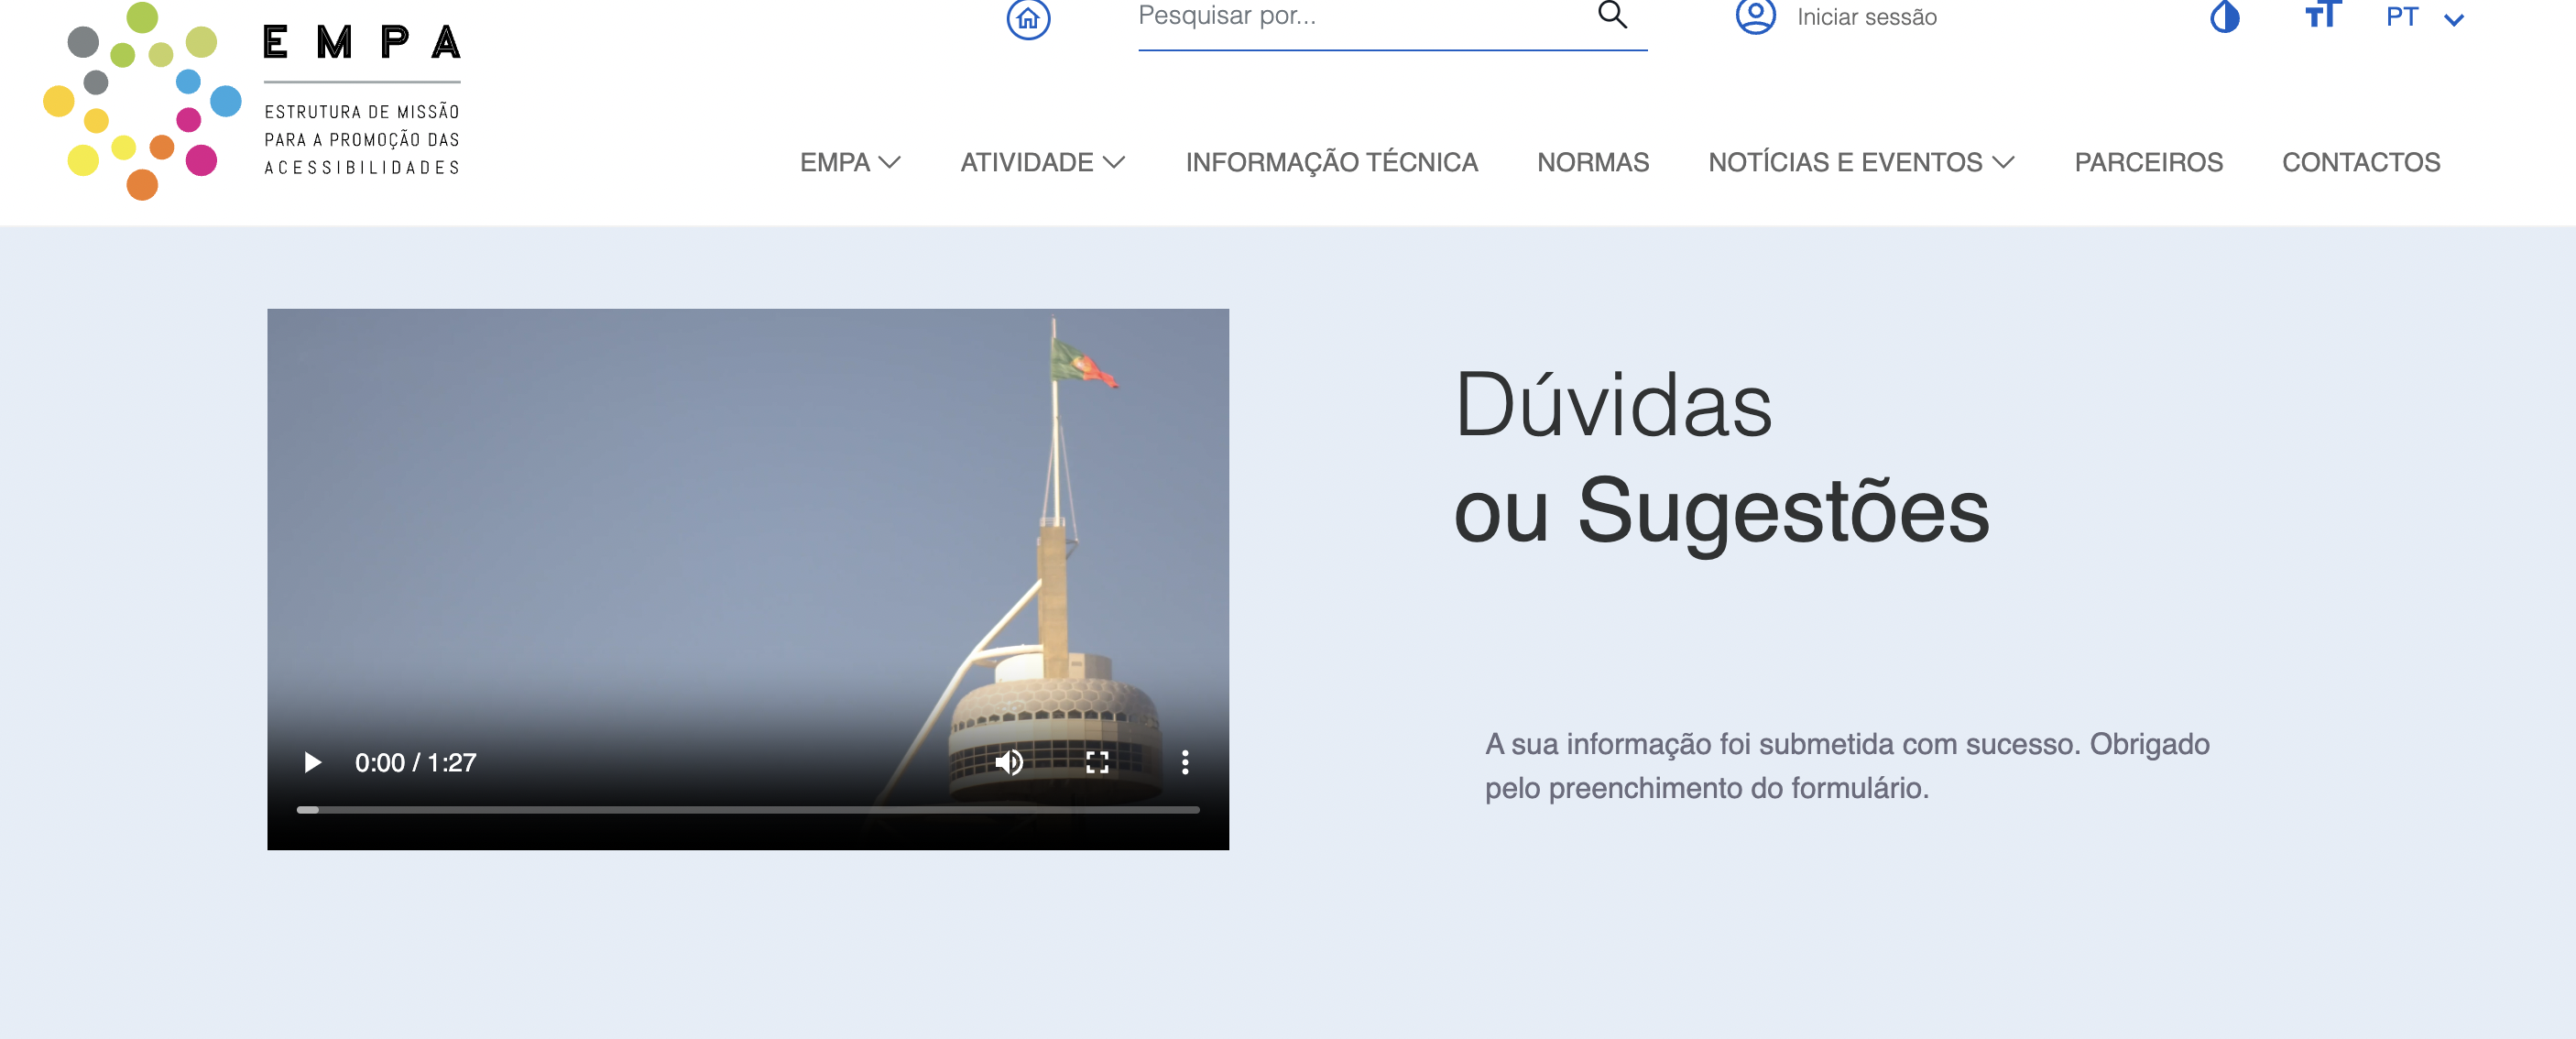 EMPA
ESTRUTURA DE MISSÃO
PARA A PROMOÇÃO DAS
ACESSIBILIDADES
Pesquisar por...
Iniciar sessão
PT
EMPA
ATIVIDADE
INFORMAÇÃO TÉCNICA
NORMAS
NOTÍCIAS E EVENTOS
PARCEIROS
CONTACTOS
0:00 / 1:27
Dúvidas
ou Sugestões
A sua informação foi submetida com sucesso. Obrigado
pelo preenchimento do formulário.